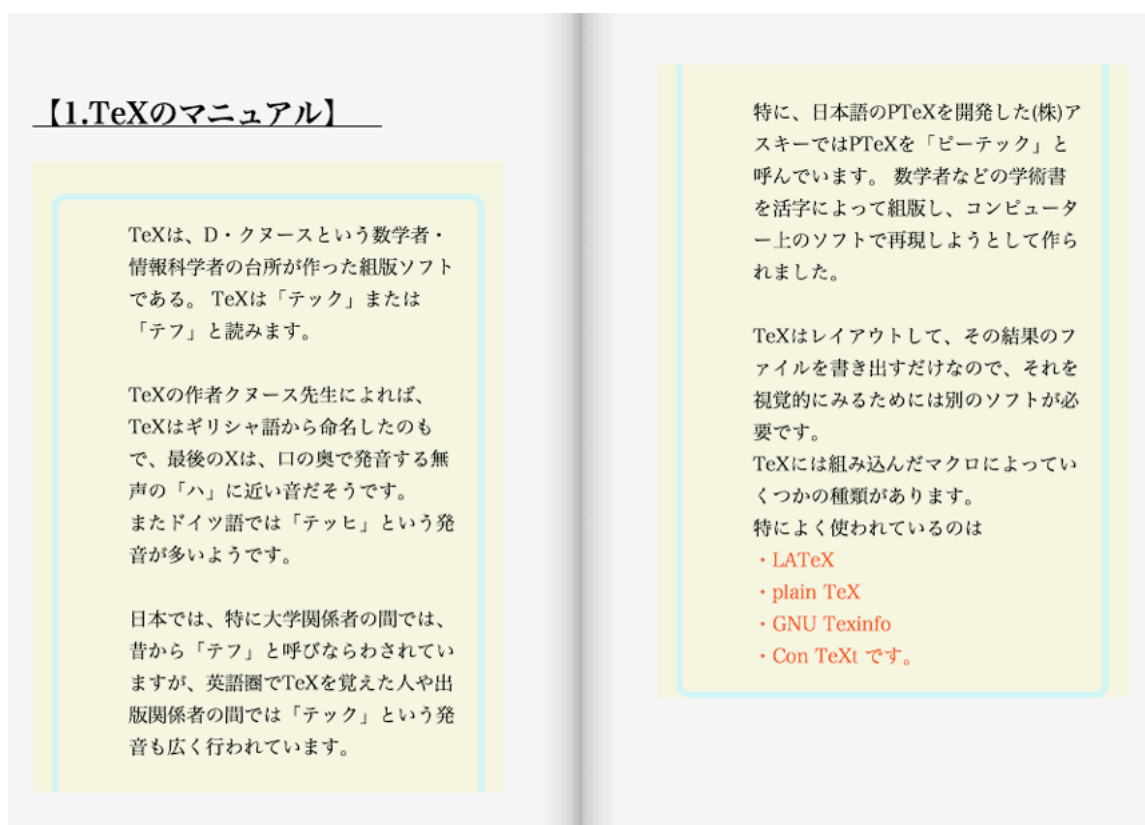 【1.TeXのマニュアル】
TeXは、D・クヌースという数学者・
情報科学者の台所が作った組版ソフト
である。 TeXは「テック」または
「テフ」と読みます。
TeXの作者クヌース先生によれば、
TeXはギリシャ語から命名したのも
で、最後のXは、口の奥で発音する無
声の「ハ」に近い音だそうです。
またドイツ語では「テッヒ」という発
音が多いようです。
日本では、特に大学関係者の間では、
昔から「テフ」と呼びならわされてい
ますが、英語圏でTeXを覚えた人や出
版関係者の間では「テック」という発
音も広く行われています。
特に、日本語のPTeXを開発した(株)ア
スキーではPTeXを「ピーテック」と
呼んでいます。 数学者などの学術書
を活字によって組版し、コンピュータ
ー上のソフトで再現しようとして作ら
れました。
TeXはレイアウトして、その結果のフ
ァイルを書き出すだけなので、それを
視覚的にみるためには別のソフトが必
要です。
TeXには組み込んだマクロによってい
くつかの種類があります。
特によく使われているのは
・LATeX
・plain TeX
・GNU Texinfo
・Con TeXt です。